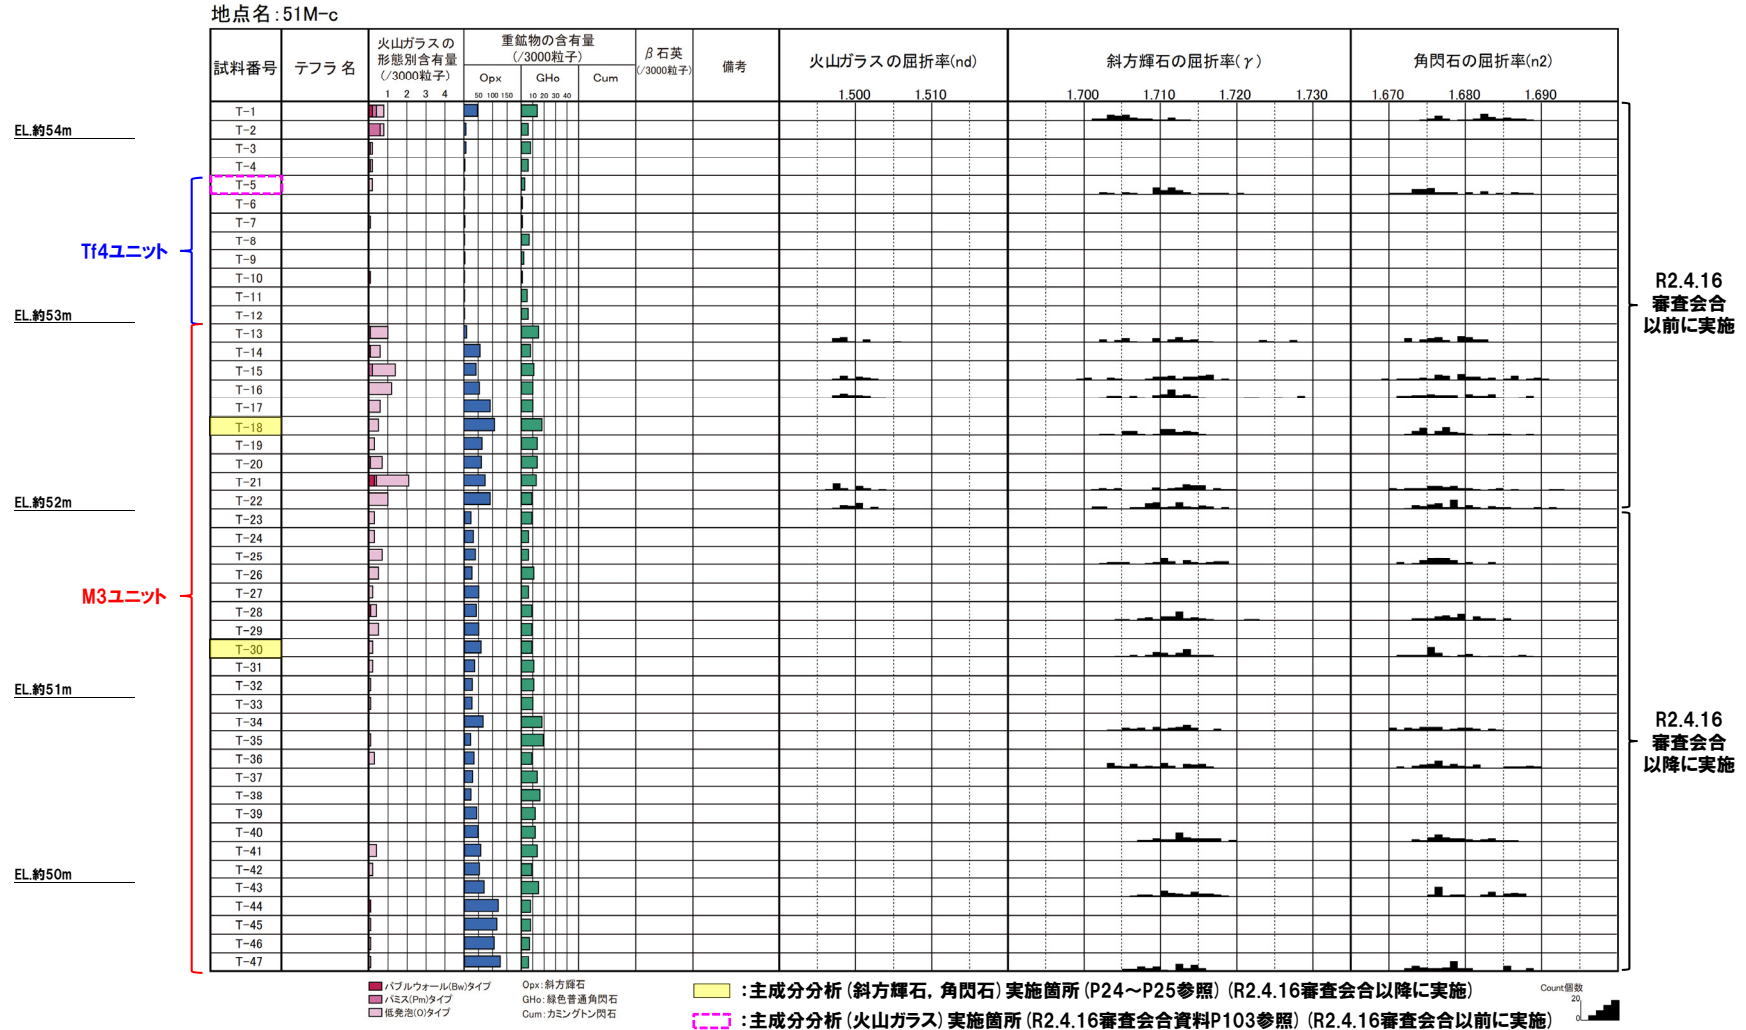 地点名:51M-c
試料番号
テフラ名
火山ガラスの
形態別含有量
(/3000粒子)
1 2 3 4
重鉱物の含有量
(/3000粒子)
Opx GHo Cum
50 100 150 10 20 30 40
β石英
(/3000粒子)
備考
火山ガラスの屈折率(nd)
1.500 1.510
斜方輝石の屈折率(γ)
1.700 1.710 1.720 1.730
角閃石の屈折率(n2)
1.670 1.680 1.690
T-1
T-2
T-3
T-4
T-5
T-6
T-7
T-8
T-9
T-10
T-11
T-12
T-13
T-14
T-15
T-16
T-17
T-18
T-19
T-20
T-21
T-22
T-23
T-24
T-25
T-26
T-27
T-28
T-29
T-30
T-31
T-32
T-33
T-34
T-35
T-36
T-37
T-38
T-39
T-40
T-41
T-42
T-43
T-44
T-45
T-46
T-47
EL.約54m
Tf4ユニット
EL.約53m
EL.約52m
M3ユニット
EL.約51m
EL.約50m
R2.4.16
審査会合
以前に実施
R2.4.16
審査会合
以降に実施
バブルウォール(Bw)タイプ
パミス(Pm)タイプ
低発泡(O)タイプ
Opx:斜方輝石
GHo:緑色普通角閃石
Cum:カミングトン閃石
:主成分分析(斜方輝石,角閃石)実施箇所(P24～P25参照)(R2.4.16審査会合以降に実施)
:主成分分析(火山ガラス)実施箇所(R2.4.16審査会合資料P103参照)(R2.4.16審査会合以前に実施)
Count個数
20
0